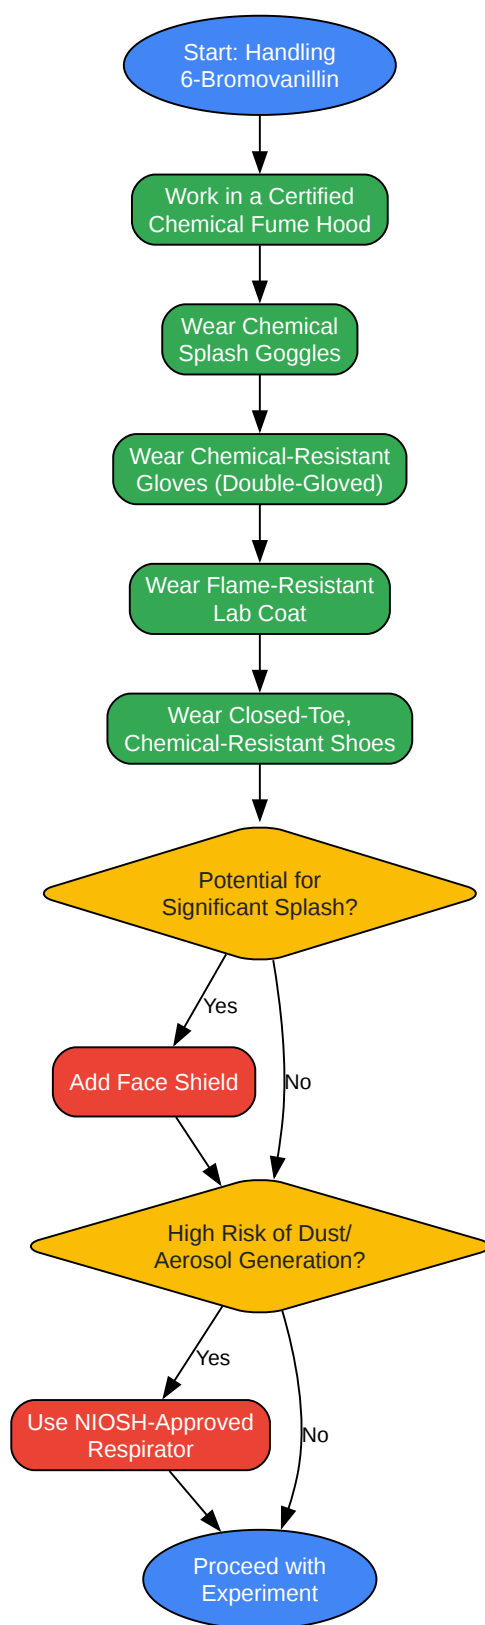 Start: Handling
6-Bromovanillin
Work in a Certified
Chemical Fume Hood
Wear Chemical
Splash Goggles
Wear Chemical-Resistant
Gloves (Double-Gloved)
Wear Flame-Resistant
Lab Coat
Wear Closed-Toe,
Chemical-Resistant Shoes
Potential for
Significant Splash?
Yes
Add Face Shield
No
High Risk of Dust/
Aerosol Generation?
Yes
Use NIOSH-Approved
Respirator
No
Proceed with
Experiment